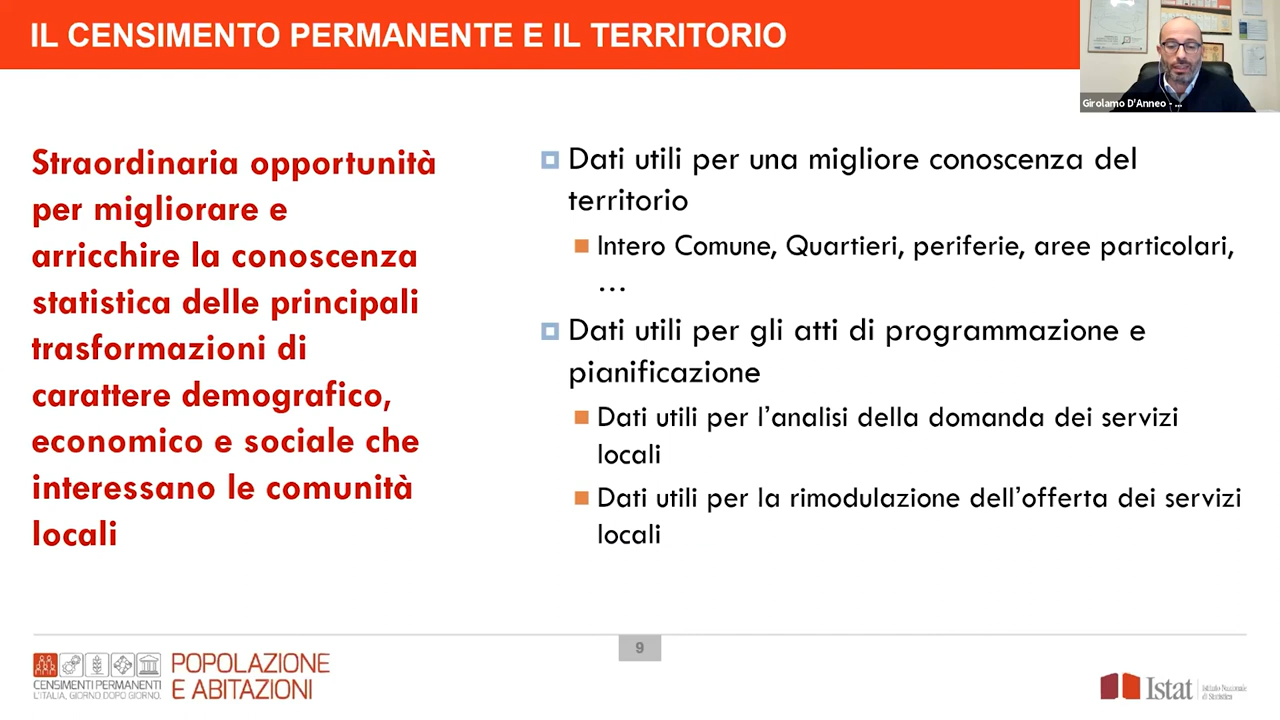 IL CENSIMENTO PERMANENTE E IL TERRITORIO
Girolamo D'Anneo - ...
Straordinaria opportunità
per migliorare e
arricchire la conoscenza
statistica delle principali
trasformazioni di
carattere demografico,
economico e sociale che
interessano le comunità
locali
Dati utili per una migliore conoscenza del
territorio
Intero Comune, Quartieri, periferie, aree particolari,
...
Dati utili per gli atti di programmazione e
pianificazione
Dati utili per l'analisi della domanda dei servizi
locali
Dati utili per la rimodulazione dell'offerta dei servizi
locali
9
CENSIMENTI PERMANENTI
L'ITALIA, GIORNO DOPO GIORNO.
POPOLAZIONE
E ABITAZIONI
Istat
Istituto Nazionale
di Statistica